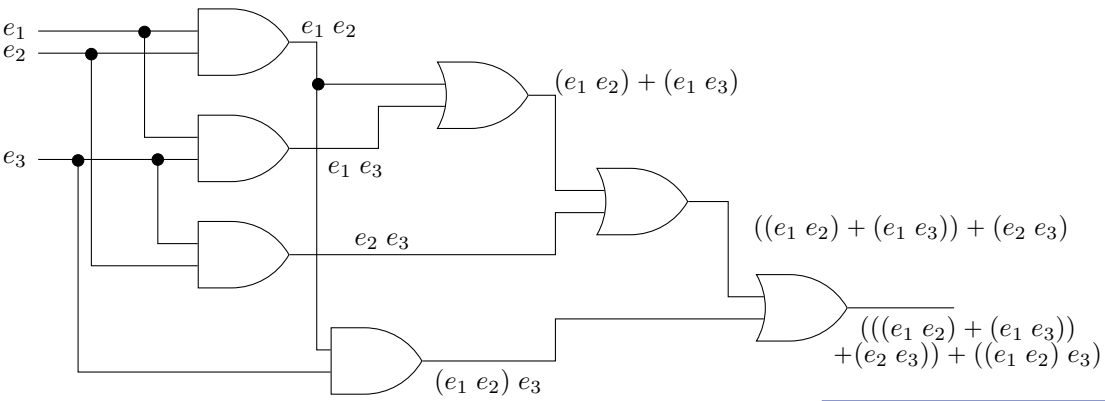 e₁
e₂
e₃
e₁ e₂
e₁ e₃
e₂ e₃
(e₁ e₂) e₃
(e₁ e₂) + (e₁ e₃)
((e₁ e₂) + (e₁ e₃)) + (e₂ e₃)
(((e₁ e₂) + (e₁ e₃))
+(e₂ e₃)) + ((e₁ e₂) e₃)